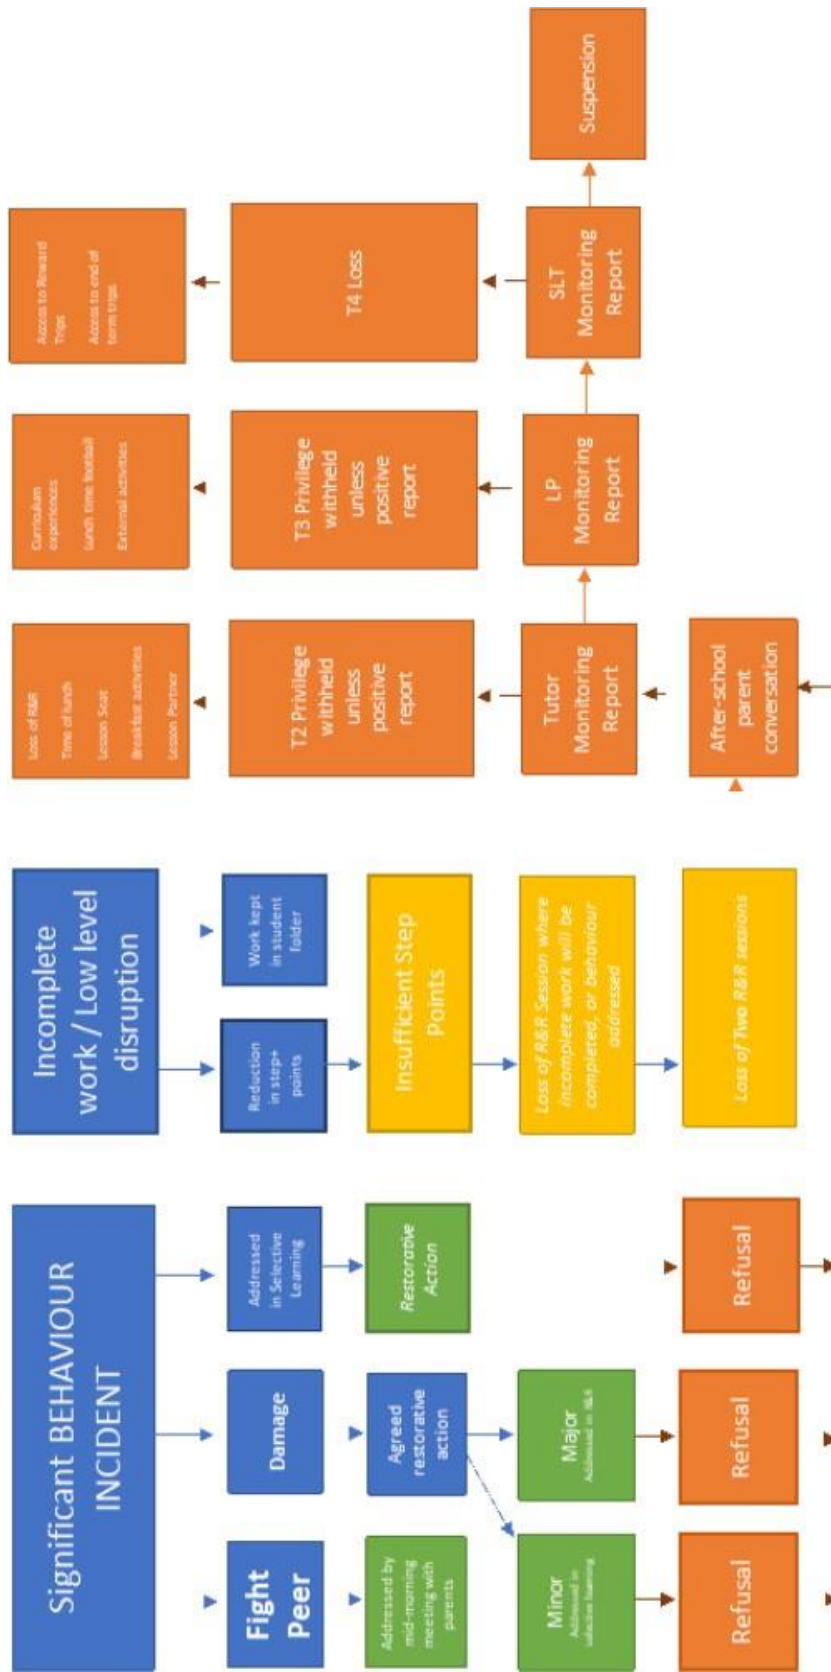 Significant BEHAVIOUR
INCIDENT
Fight
Peer
Damage
Addressed
in Selective
Learning
Addressed by
mid-morning
meeting with
parents
Agreed
restorative
action
Restorative
Action
Minor
Addressed in
selective learning
Major
Addressed in R&R
Refusal
Refusal
Refusal
Incomplete
work / Low level
disruption
Reduction
in step+
points
Work kept
in student
folder
Insufficient Step
Points
Loss of R&R Session where
incomplete work will be
completed, or behaviour
addressed
Loss of Two R&R sessions
Loss of R&R
Time of lunch
Lesson Seat
Breakfast activities
Lesson Partner
T2 Privilege
withheld
unless
positive
report
Tutor
Monitoring
Report
After-school
parent
conversation
Curriculum
experiences
Lunch time football
External activities
T3 Privilege
withheld
unless
positive
report
LP
Monitoring
Report
Access to Reward
Trips
Access to end of
term trips
T4 Loss
SLT
Monitoring
Report
Suspension